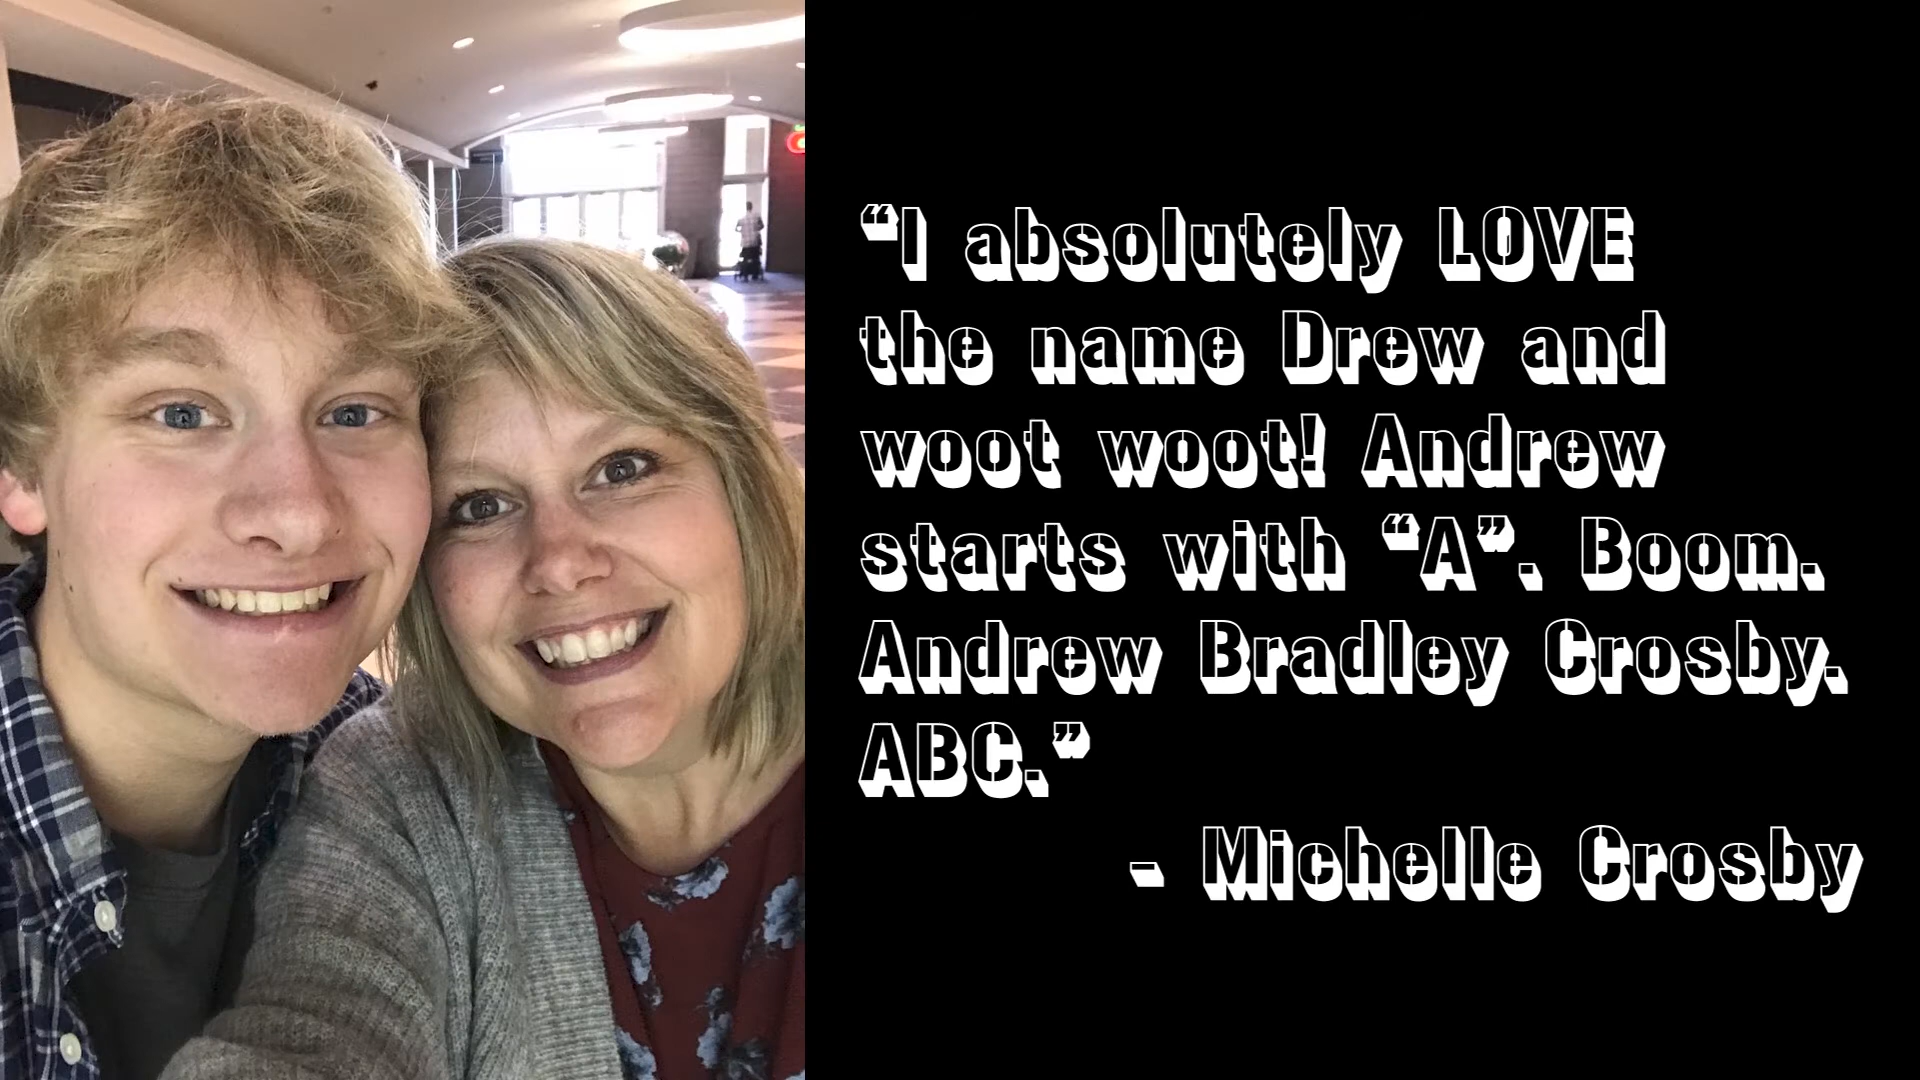 “I absolutely LOVE
the name Drew and
woot woot! Andrew
starts with “A”. Boom.
Andrew Bradley Crosby.
ABC.”
- Michelle Crosby